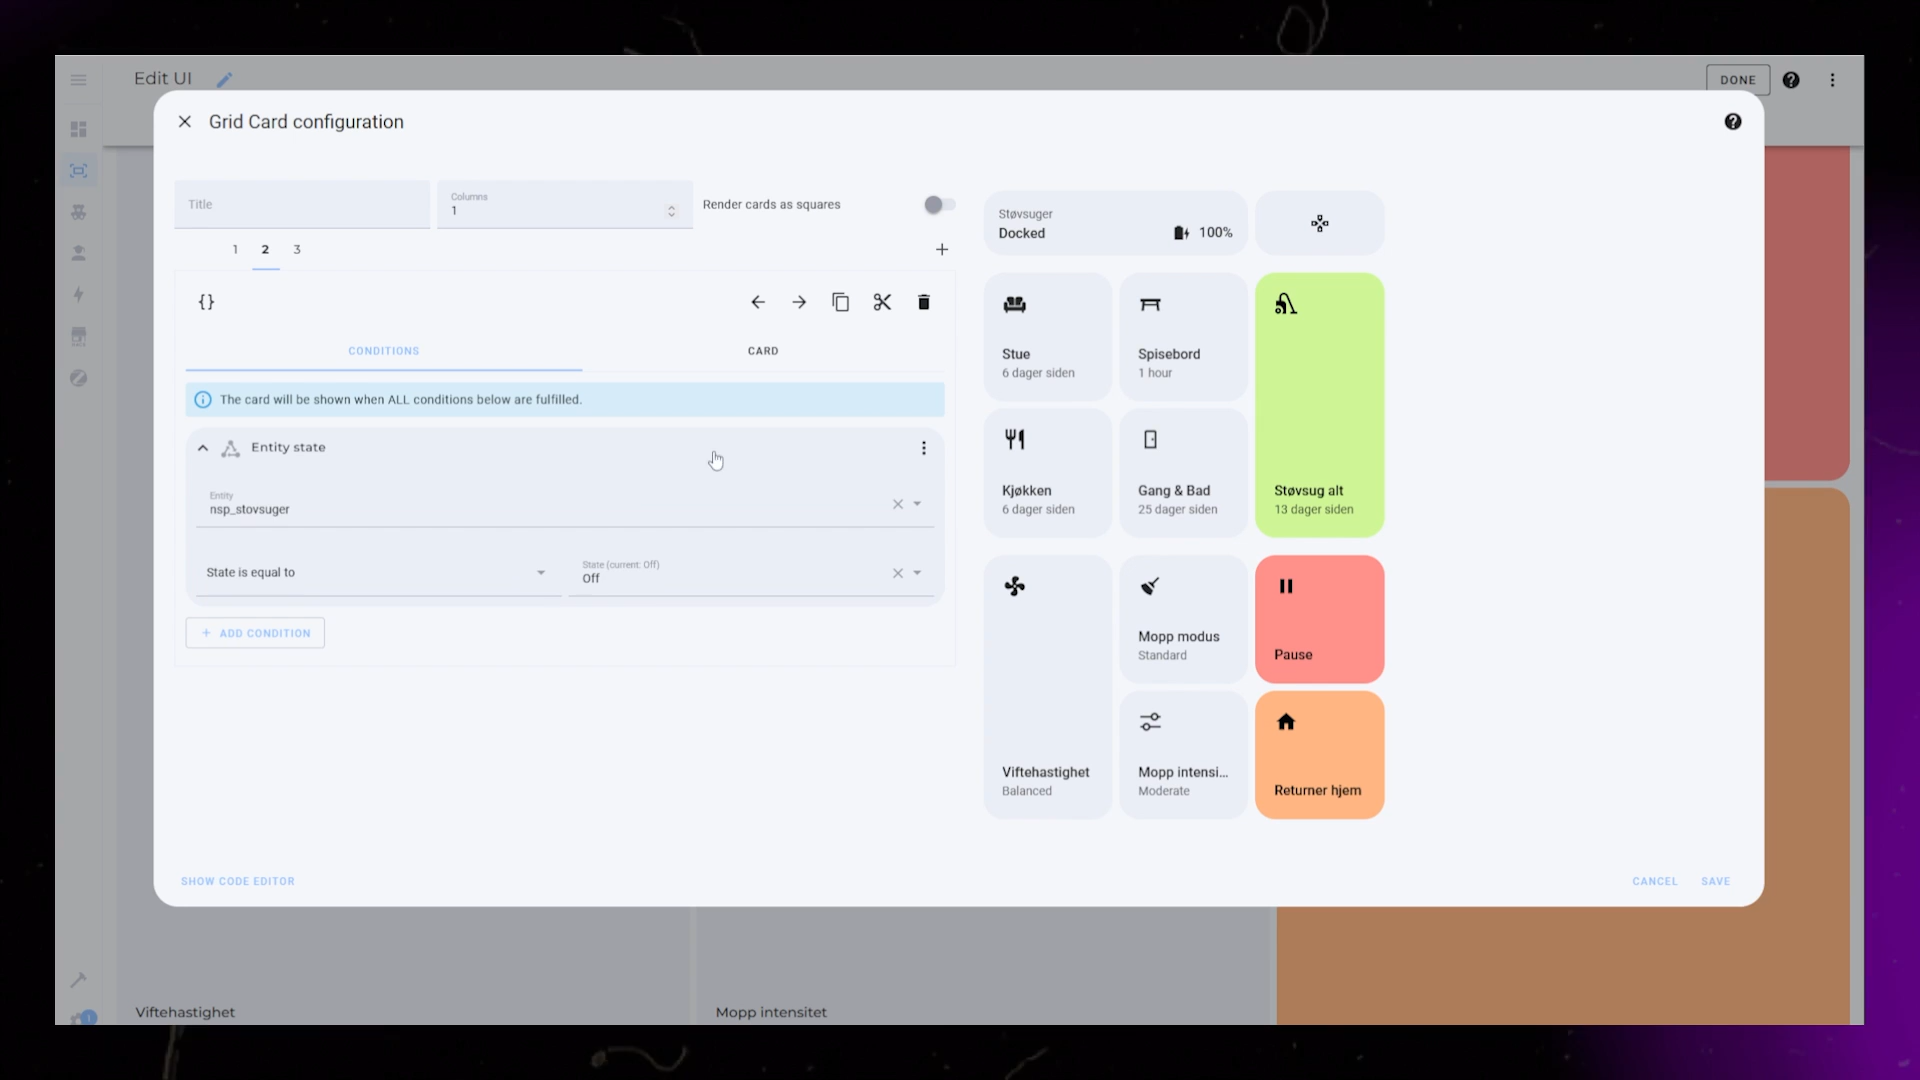 Edit UI
DONE
Grid Card configuration
Title
Columns
1
Render cards as squares
1 2 3
{}
CONDITIONS
CARD
The card will be shown when ALL conditions below are fulfilled.
Entity state
Entity
nsp_stovsuger
State is equal to
State (current: Off)
Off
+ ADD CONDITION
SHOW CODE EDITOR
CANCEL
SAVE
Støvsuger
Docked
100%
Stue
6 dager siden
Spisebord
1 hour
Kjøkken
6 dager siden
Gang & Bad
25 dager siden
Støvsug alt
13 dager siden
Viftehastighet
Balanced
Mopp modus
Standard
Mopp intensi...
Moderate
Pause
Returner hjem
1
Viftehastighet
Mopp intensitet